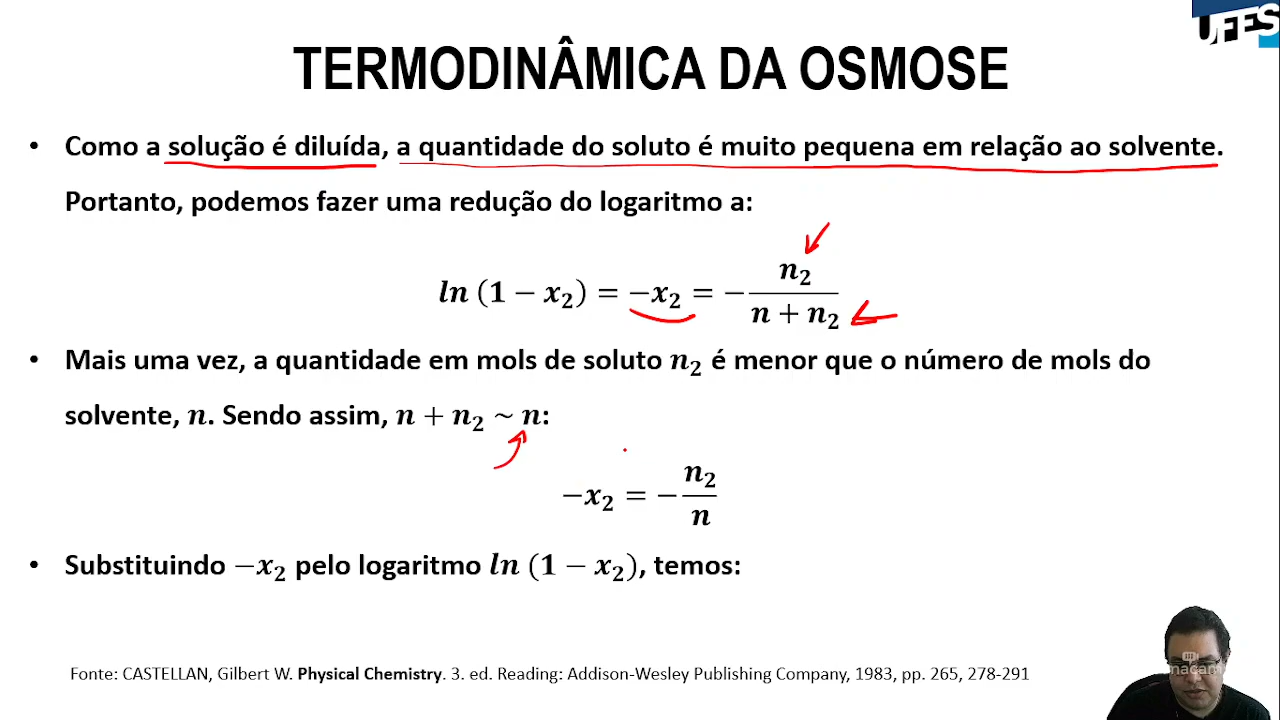 UFES
TERMODINÂMICA DA OSMOSE
• Como a solução é diluída, a quantidade do soluto é muito pequena em relação ao solvente.
Portanto, podemos fazer uma redução do logaritmo a:
ln (1 − x₂) = −x₂ = − n₂ / (n + n₂)
• Mais uma vez, a quantidade em mols de soluto n₂ é menor que o número de mols do
solvente, n. Sendo assim, n + n₂ ~ n:
−x₂ = − n₂ / n
• Substituindo −x₂ pelo logaritmo ln (1 − x₂), temos:
Fonte: CASTELLAN, Gilbert W. Physical Chemistry. 3. ed. Reading: Addison-Wesley Publishing Company, 1983, pp. 265, 278-291